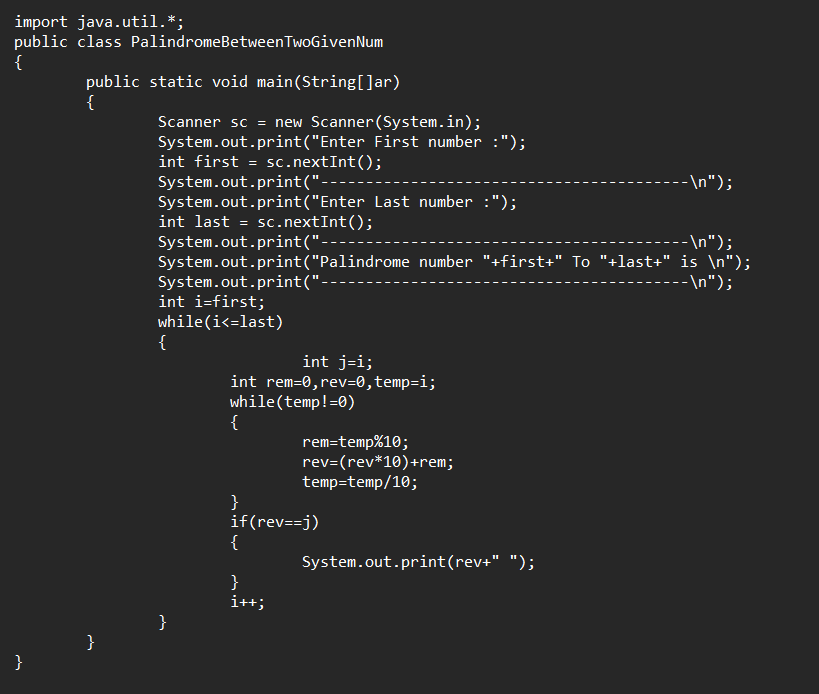 import java.util.*;
public class PalindromeBetweenTwoGivenNum
{
        public static void main(String[]ar)
        {
                Scanner sc = new Scanner(System.in);
                System.out.print("Enter First number :");
                int first = sc.nextInt();
                System.out.print("-----------------------------------------\n");
                System.out.print("Enter Last number :");
                int last = sc.nextInt();
                System.out.print("-----------------------------------------\n");
                System.out.print("Palindrome number "+first+" To "+last+" is \n");
                System.out.print("-----------------------------------------\n");
                int i=first;
                while(i<=last)
                {
                                int j=i;
                        int rem=0,rev=0,temp=i;
                        while(temp!=0)
                        {
                                rem=temp%10;
                                rev=(rev*10)+rem;
                                temp=temp/10;
                        }
                        if(rev==j)
                        {
                                System.out.print(rev+" ");
                        }
                        i++;
                }
        }
}